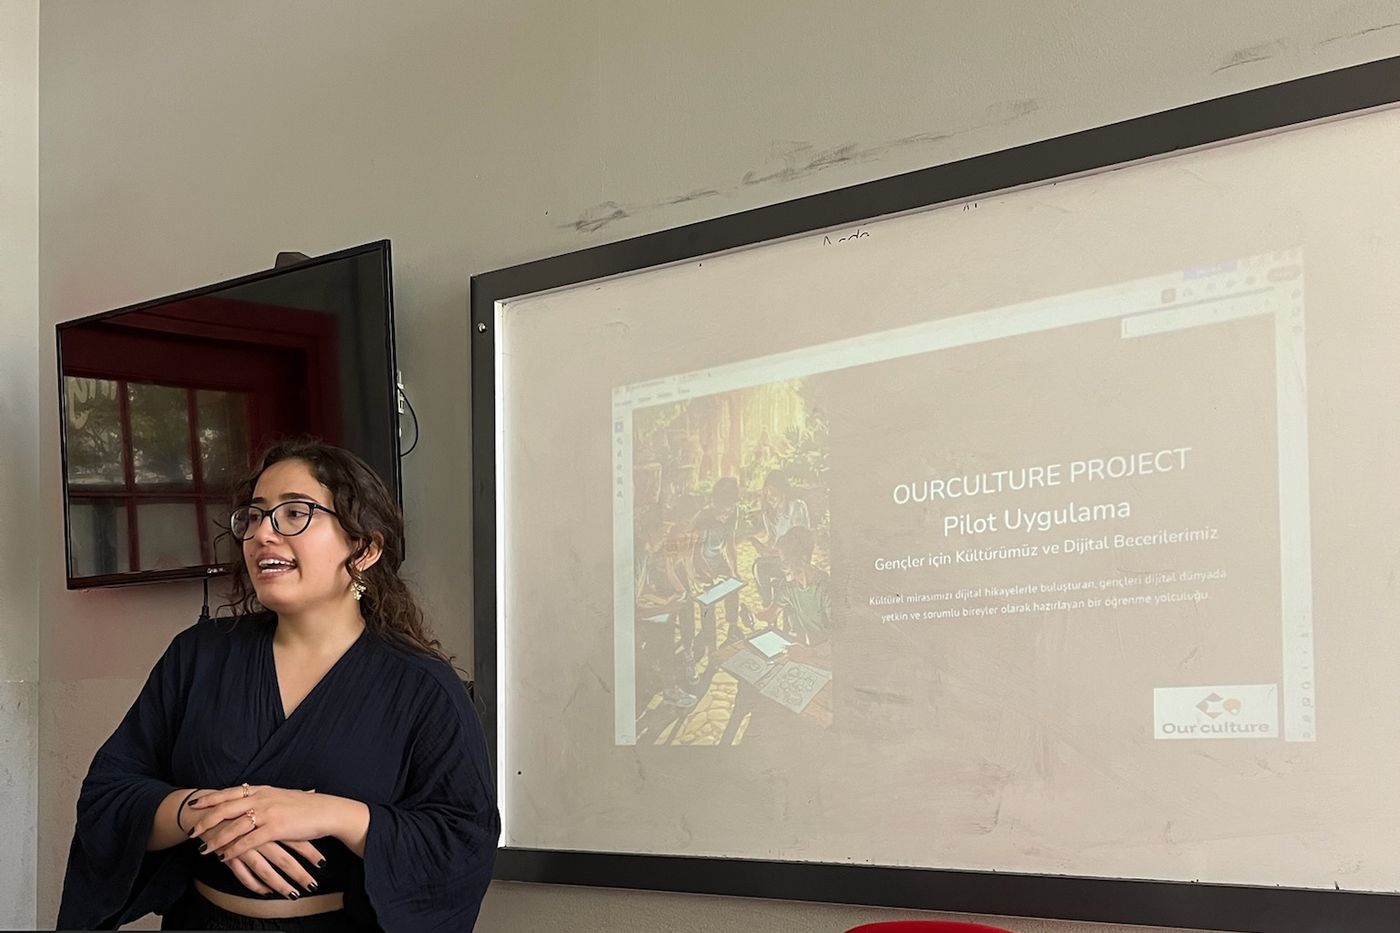 OURCULTURE PROJECT
Pilot Uygulama
Gençler için Kültürümüz ve Dijital Becerilerimiz
Kültürel mirasımızı dijital hikayelerle buluşturan, gençleri dijital dünyada
yetkin ve sorumlu bireyler olarak hazırlayan bir öğrenme yolculuğu.
Ourculture